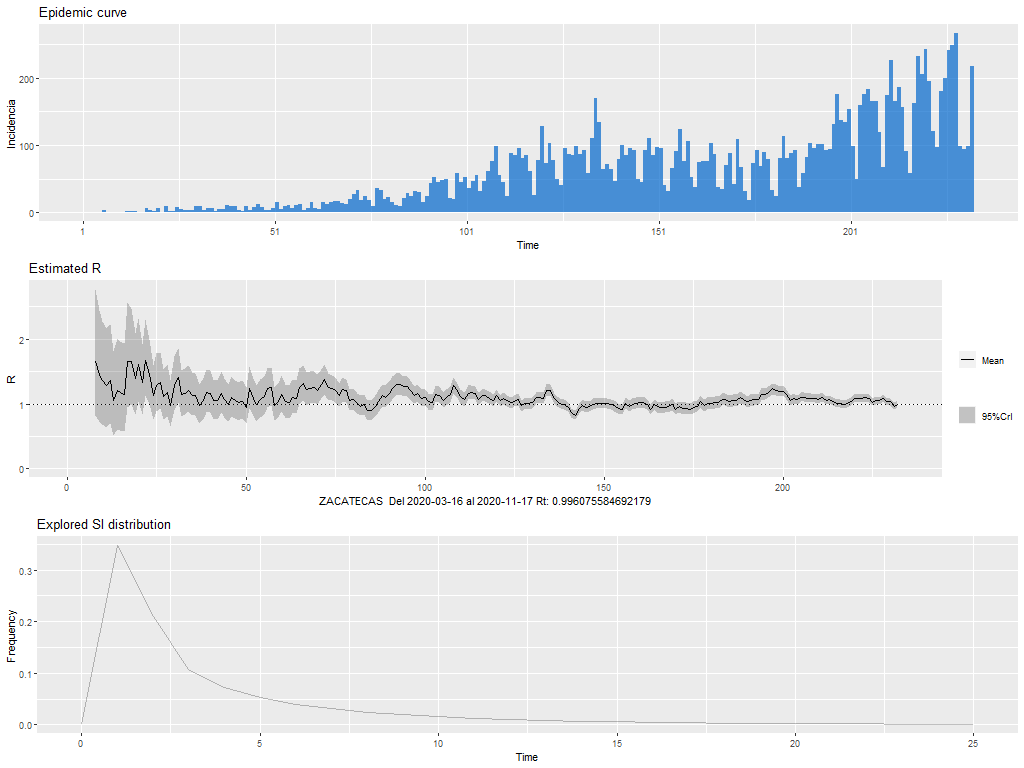 Epidemic curve
Incidencia
200
100
0
1
51
101
151
201
Time
Estimated R
R
2
1
0
0
50
100
150
200
Mean
95%CrI
ZACATECAS Del 2020-03-16 al 2020-11-17 Rt: 0.996075584692179
Explored SI distribution
Frequency
0.3
0.2
0.1
0.0
0
5
10
15
20
25
Time